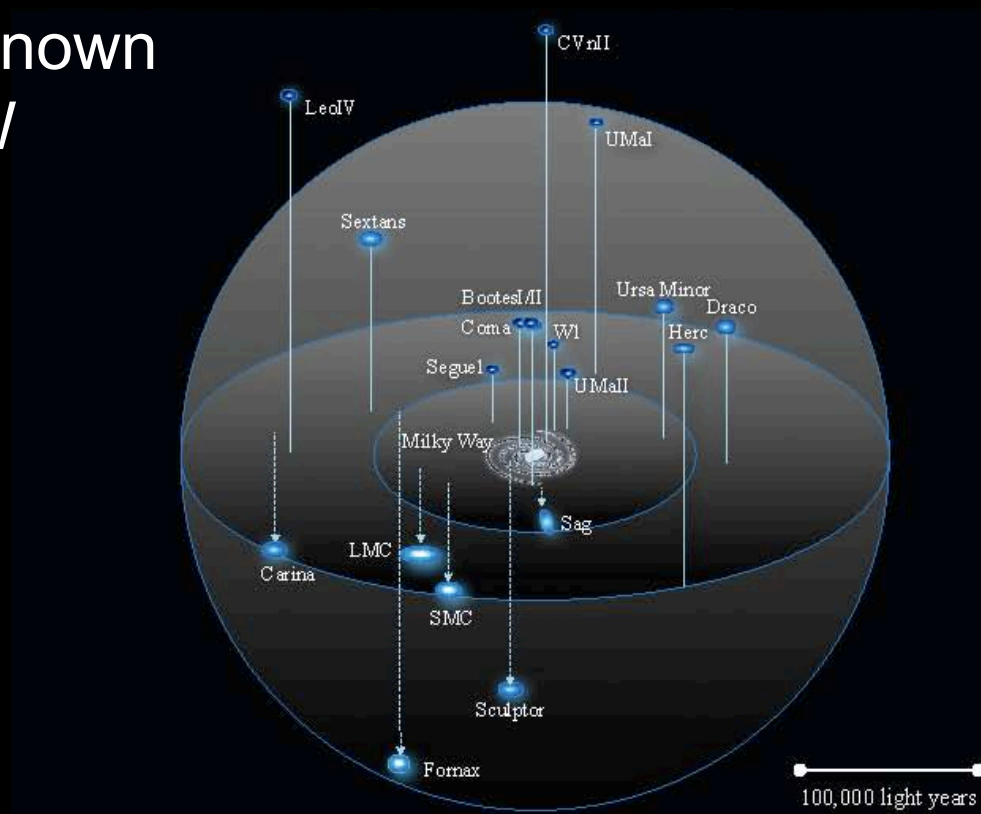 nown
CVnII
LeoIV
UMaI
Sextans
Ursa Minor
BootesI/II
Draco
Coma
W1
Herc
Segue1
UMaII
Milky Way
Sag
LMC
Carina
SMC
Sculptor
Fornax
100,000 light years